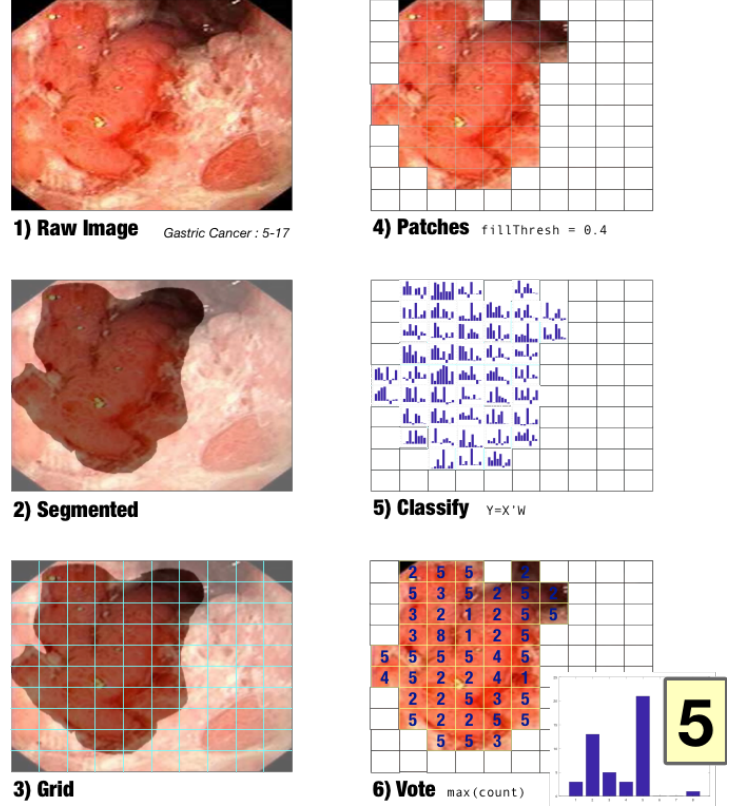 1) Raw Image Gastric Cancer : 5-17
4) Patches fillThresh = 0.4
2) Segmented
5) Classify Y=X'W
3) Grid
2 5 5 2
5 3 5 2 5 2
3 2 1 2 5 5
3 8 1 2 5
5 5 5 5 4 5
4 5 2 2 4 1
2 2 5 3 5
5 2 2 5 5
5 5 3
6) Vote max(count)
5